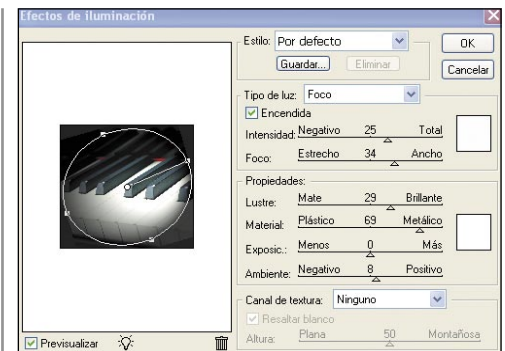 Efectos de iluminación
Estilo: Por defecto
OK
Guardar... Eliminar
Cancelar
Tipo de luz: Foco
Encendida
Intensidad: Negativo 25 Total
Foco: Estrecho 34 Ancho
Propiedades:
Lustre: Mate 29 Brillante
Material: Plástico 69 Metálico
Exposic.: Menos 0 Más
Ambiente: Negativo 8 Positivo
Canal de textura: Ninguno
Resaltar blanco
Altura: Plana 50 Montañosa
Previsualizar